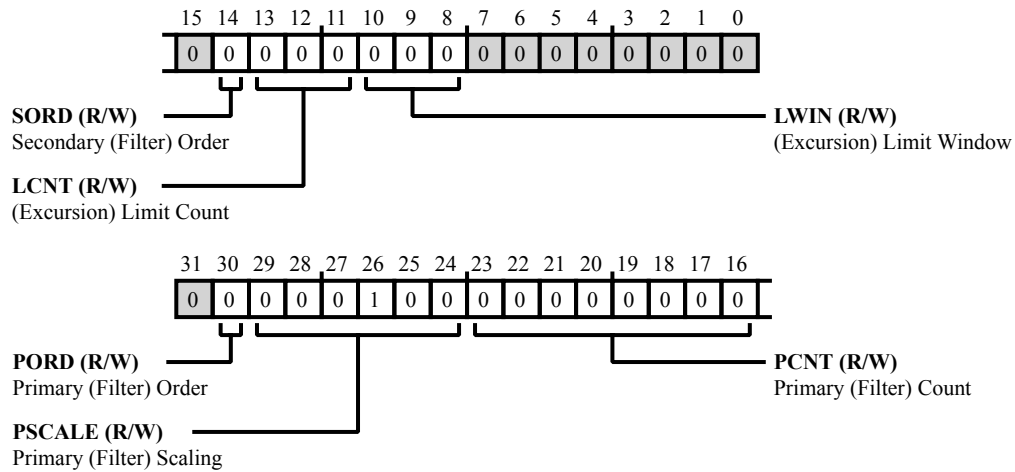 15 14 13 12 11 10 9 8 7 6 5 4 3 2 1 0
0 0 0 0 0 0 0 0 0 0 0 0 0 0 0 0
SORD (R/W)
Secondary (Filter) Order
LWIN (R/W)
(Excursion) Limit Window
LCNT (R/W)
(Excursion) Limit Count
31 30 29 28 27 26 25 24 23 22 21 20 19 18 17 16
0 0 0 0 0 1 0 0 0 0 0 0 0 0 0 0
PORD (R/W)
Primary (Filter) Order
PCNT (R/W)
Primary (Filter) Count
PSCALE (R/W)
Primary (Filter) Scaling